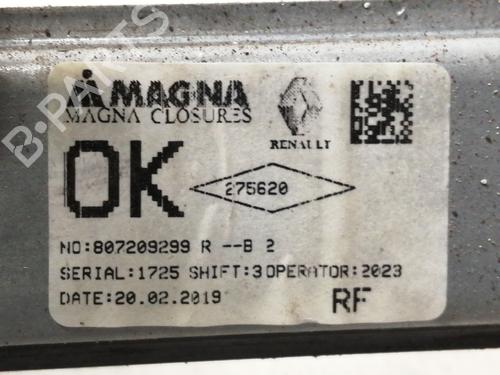 MAGNA
MAGNA CLOSURES
RENAULT
OK
275620
NO:807209299 R --B 2
SERIAL:1725 SHIFT:3 OPERATOR:2023
DATE:20.02.2019
RF
B-PARTS